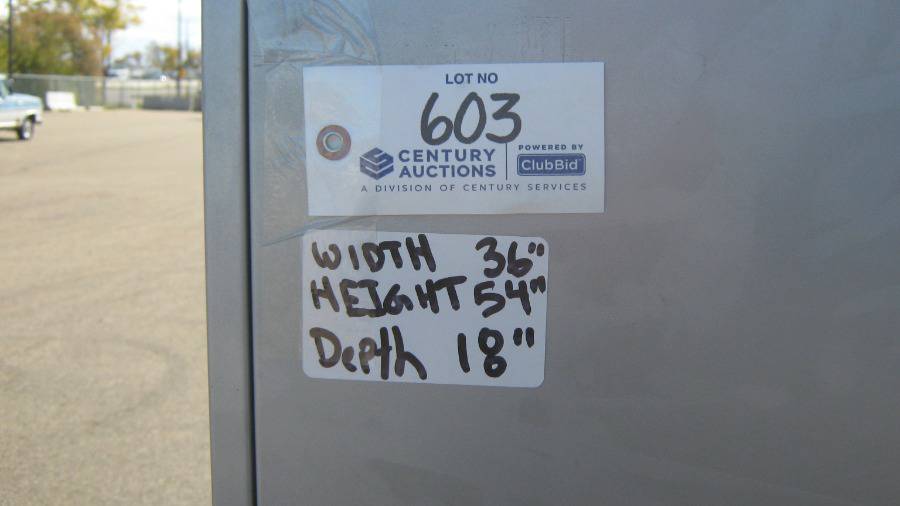 LOT NO
603
CENTURY AUCTIONS
POWERED BY
ClubBid
A DIVISION OF CENTURY SERVICES
WIDTH 36"
HEIGHT 54"
Depth 18"